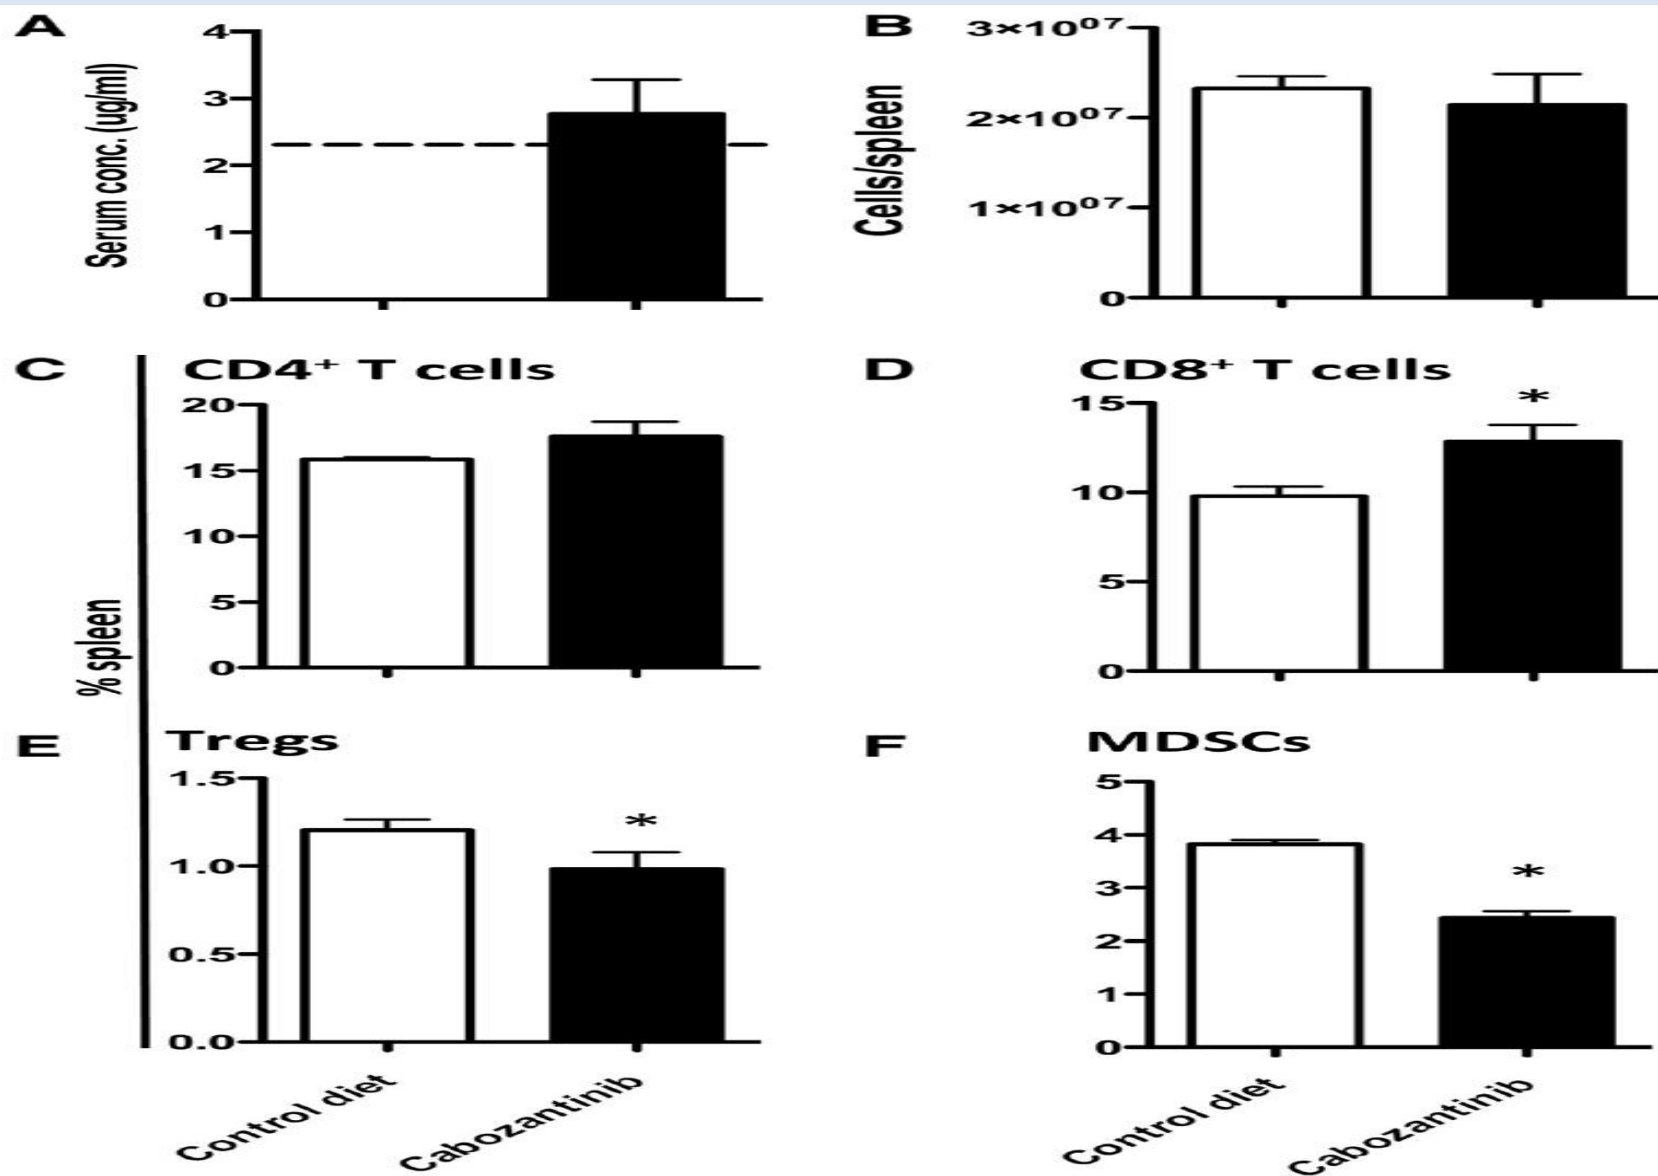 A
Serum conc. (ug/ml)
4
3
2
1
0
B
Cells/spleen
3×10⁰⁷
2×10⁰⁷
1×10⁰⁷
0
% spleen
C
CD4⁺ T cells
20
15
10
5
0
D
CD8⁺ T cells
15
10
5
0
*
E
Tregs
1.5
1.0
0.5
0.0
*
Control diet
Cabozantinib
F
MDSCs
5
4
3
2
1
0
*
Control diet
Cabozantinib